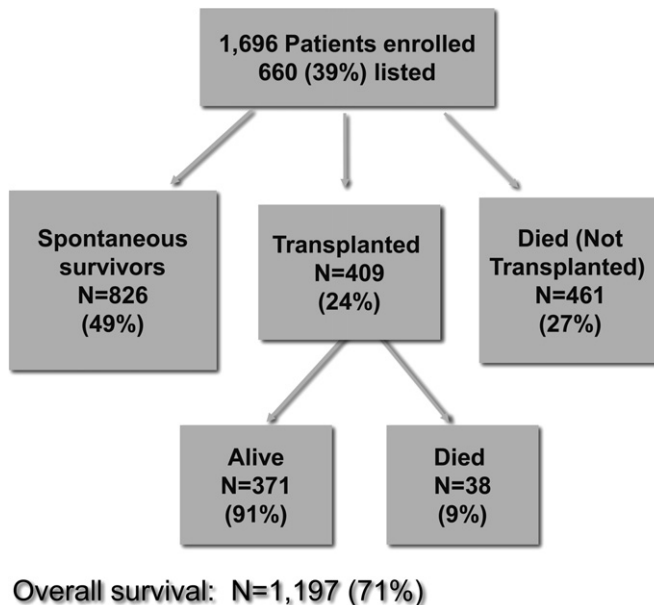 1,696 Patients enrolled
660 (39%) listed
Spontaneous
survivors
N=826
(49%)
Transplanted
N=409
(24%)
Died (Not
Transplanted)
N=461
(27%)
Alive
N=371
(91%)
Died
N=38
(9%)
Overall survival: N=1,197 (71%)